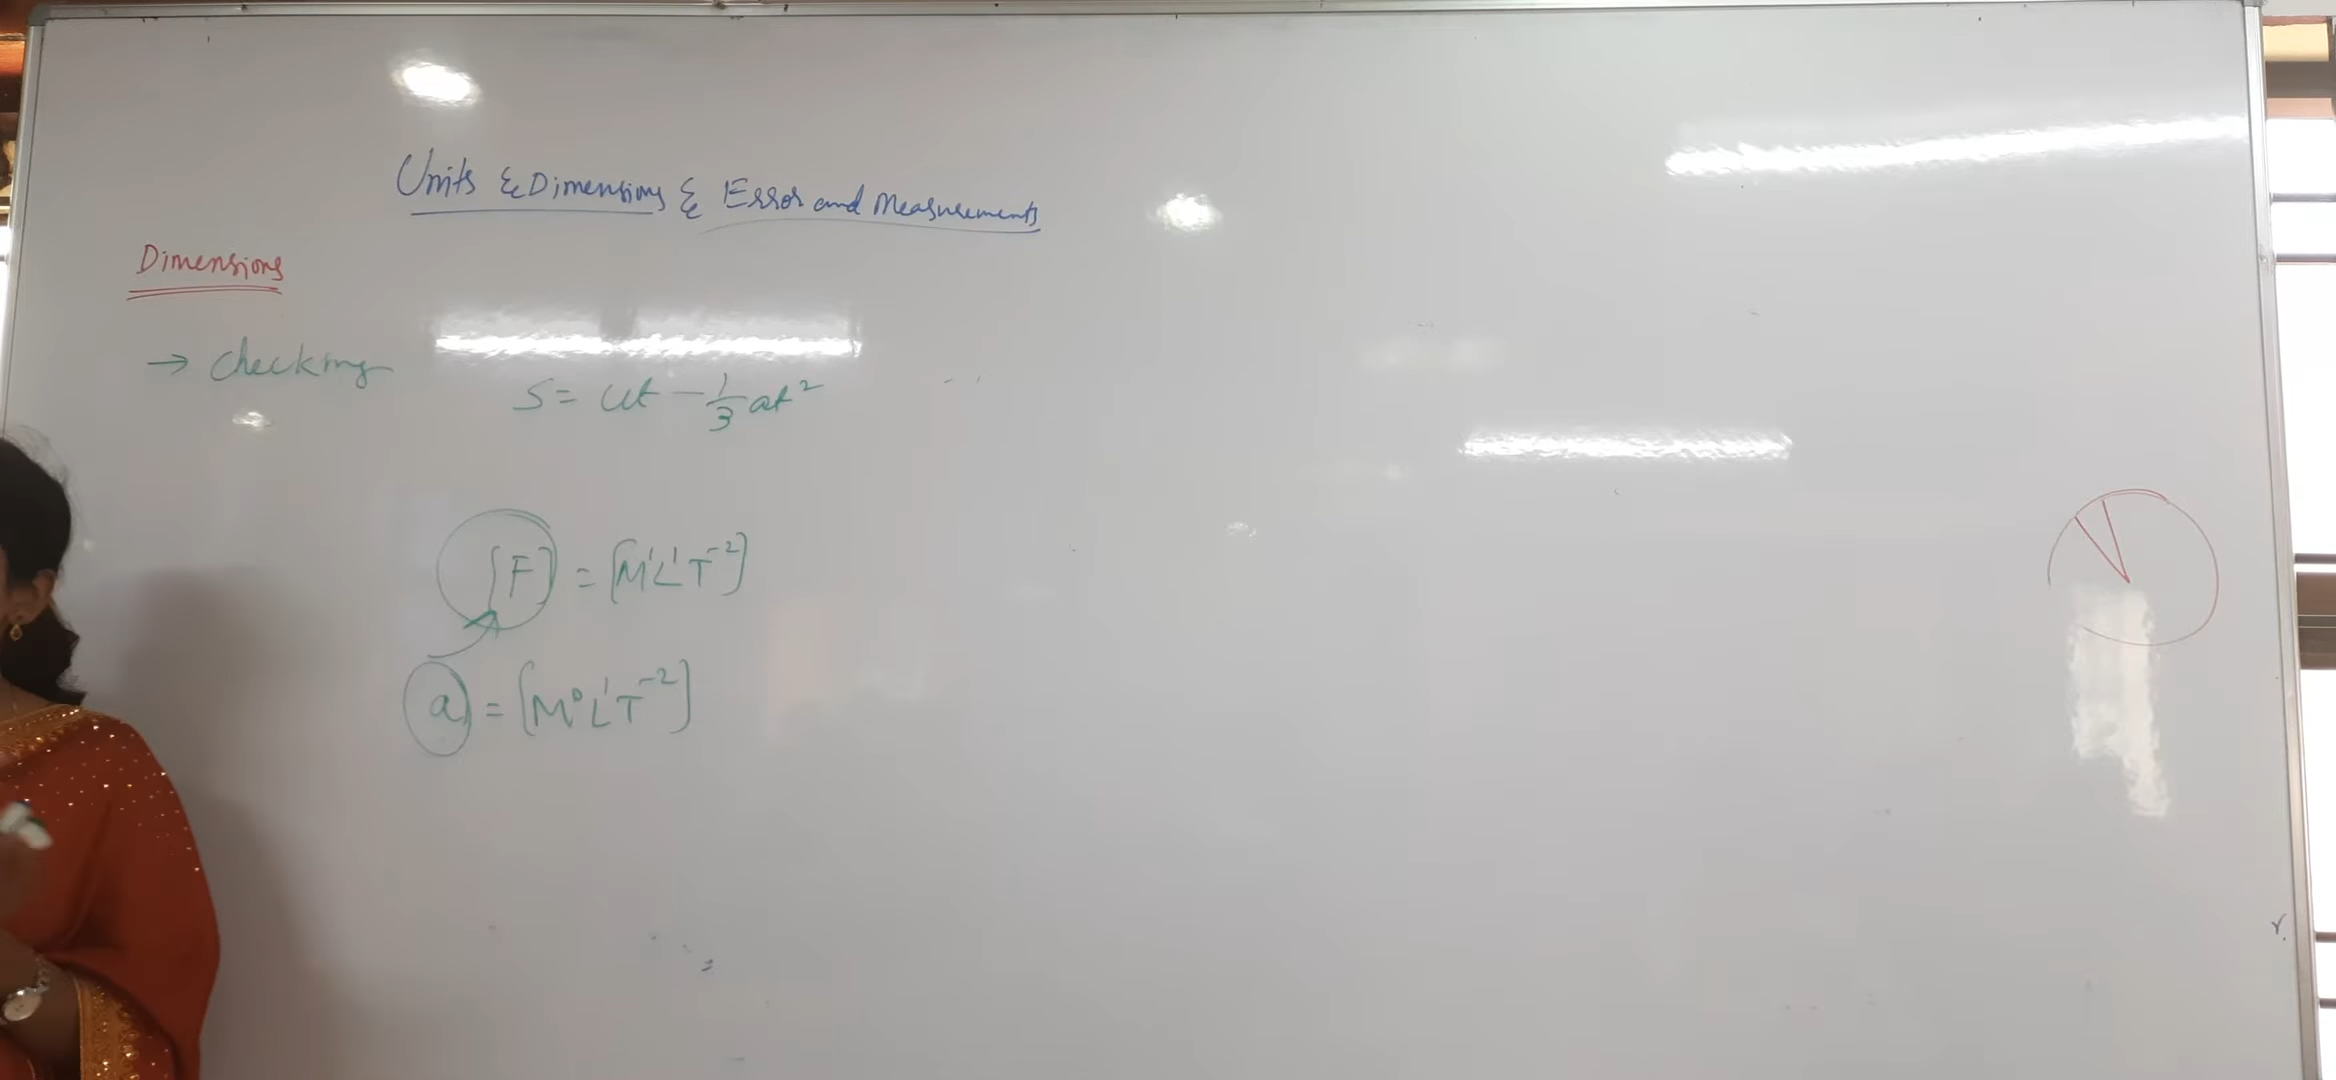 Units & Dimensions & Error and Measurements
Dimensions
→ Checking
S = ut - 1/3 at²
[F] = [M¹L¹T⁻²]
a = [M⁰L¹T⁻²]
r.